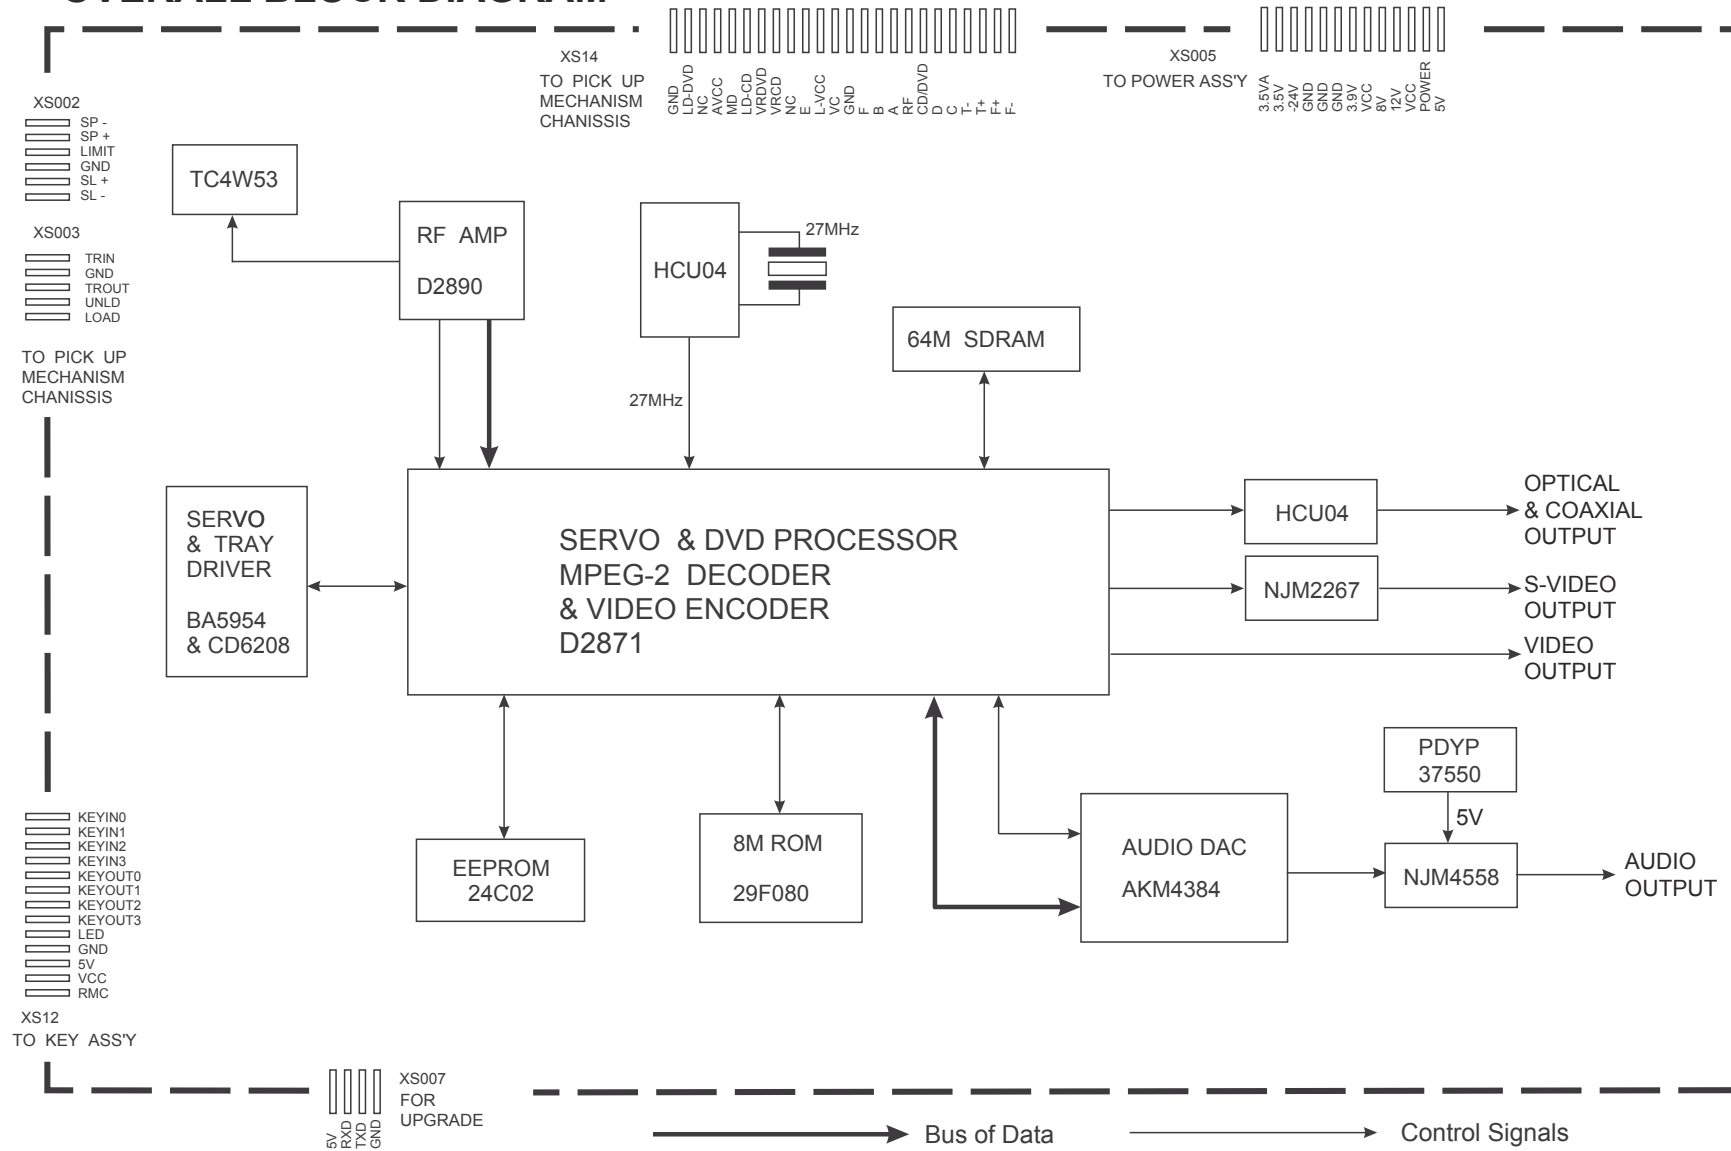 OVERALL BLOCK DIAGRAM
XS14
TO PICK UP
MECHANISM
CHANISSIS
GND
LD-DVD
NC
AVCC
MD
LD-CD
VRDVD
VRCD
NC
E
L-VCC
VC
GND
F
B
A
RF
CD/DVD
D
C
T-
T+
F+
F-
XS005
TO POWER ASS'Y
3.5VA
3.5V
-24V
GND
GND
GND
3.9V
VCC
8V
12V
VCC
POWER
5V
XS002
SP -
SP +
LIMIT
GND
SL +
SL -
XS003
TRIN
GND
TROUT
UNLD
LOAD
TO PICK UP
MECHANISM
CHANISSIS
TC4W53
RF AMP
D2890
HCU04
27MHz
27MHz
64M SDRAM
SERVO
& TRAY
DRIVER
BA5954
& CD6208
SERVO & DVD PROCESSOR
MPEG-2 DECODER
& VIDEO ENCODER
D2871
HCU04
OPTICAL
& COAXIAL
OUTPUT
NJM2267
S-VIDEO
OUTPUT
VIDEO
OUTPUT
PDYP
37550
5V
EEPROM
24C02
8M ROM
29F080
AUDIO DAC
AKM4384
NJM4558
AUDIO
OUTPUT
KEYIN0
KEYIN1
KEYIN2
KEYIN3
KEYOUT0
KEYOUT1
KEYOUT2
KEYOUT3
LED
GND
5V
VCC
RMC
XS12
TO KEY ASS'Y
5V
RXD
TXD
GND
XS007
FOR
UPGRADE
Bus of Data
Control Signals